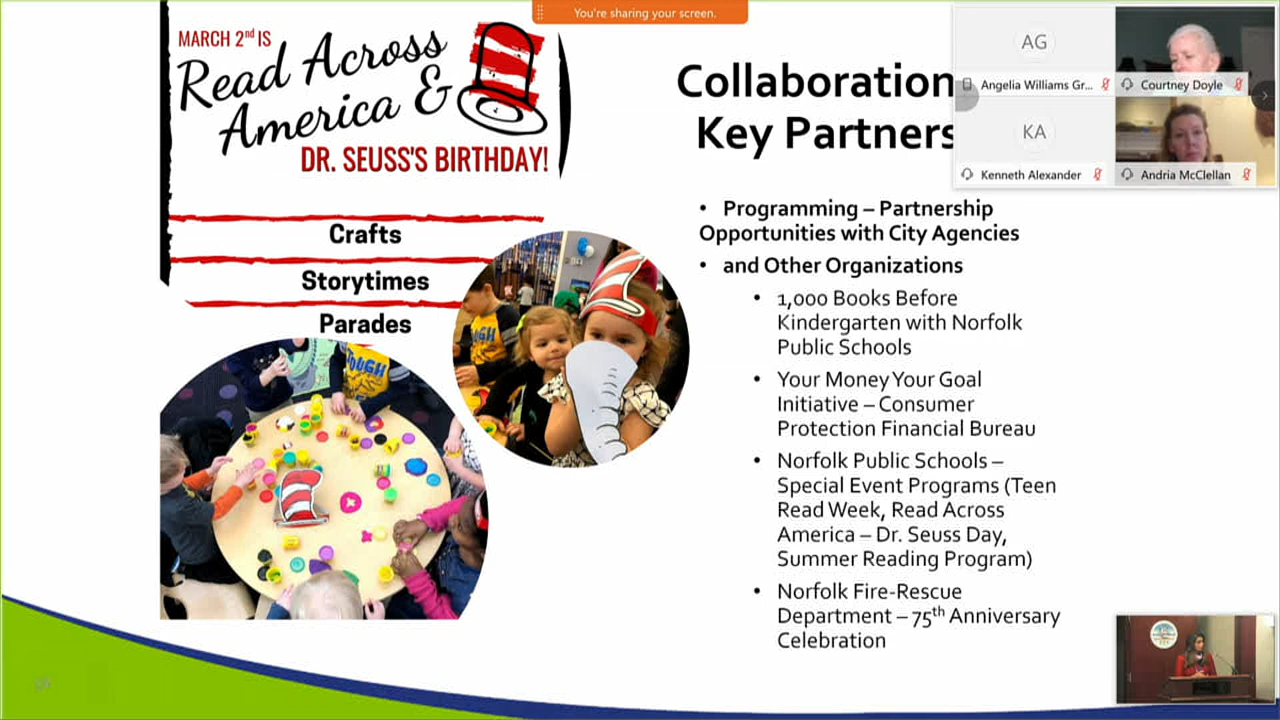 You're sharing your screen.
MARCH 2nd IS
Read Across
America &
DR. SEUSS'S BIRTHDAY!
Crafts
Storytimes
Parades
Collaboration
Key Partners
AG
Angelia Williams Gr...
Courtney Doyle
KA
Kenneth Alexander
Andria McClellan
• Programming – Partnership
Opportunities with City Agencies
• and Other Organizations
• 1,000 Books Before
Kindergarten with Norfolk
Public Schools
• Your Money Your Goal
Initiative – Consumer
Protection Financial Bureau
• Norfolk Public Schools –
Special Event Programs (Teen
Read Week, Read Across
America – Dr. Seuss Day,
Summer Reading Program)
• Norfolk Fire-Rescue
Department – 75th Anniversary
Celebration